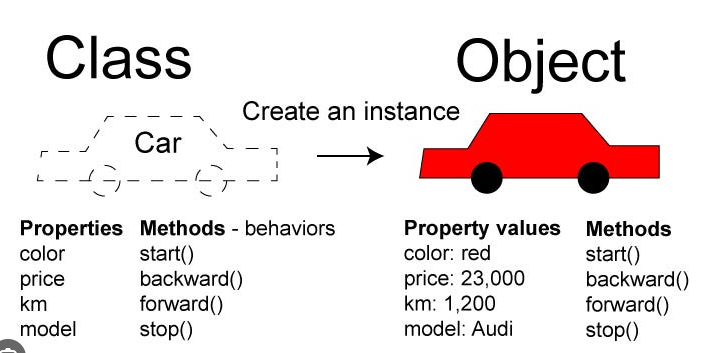 Class
Object
Create an instance
Car
Properties Methods - behaviors
color start()
price backward()
km forward()
model stop()
Property values Methods
color: red start()
price: 23,000 backward()
km: 1,200 forward()
model: Audi stop()